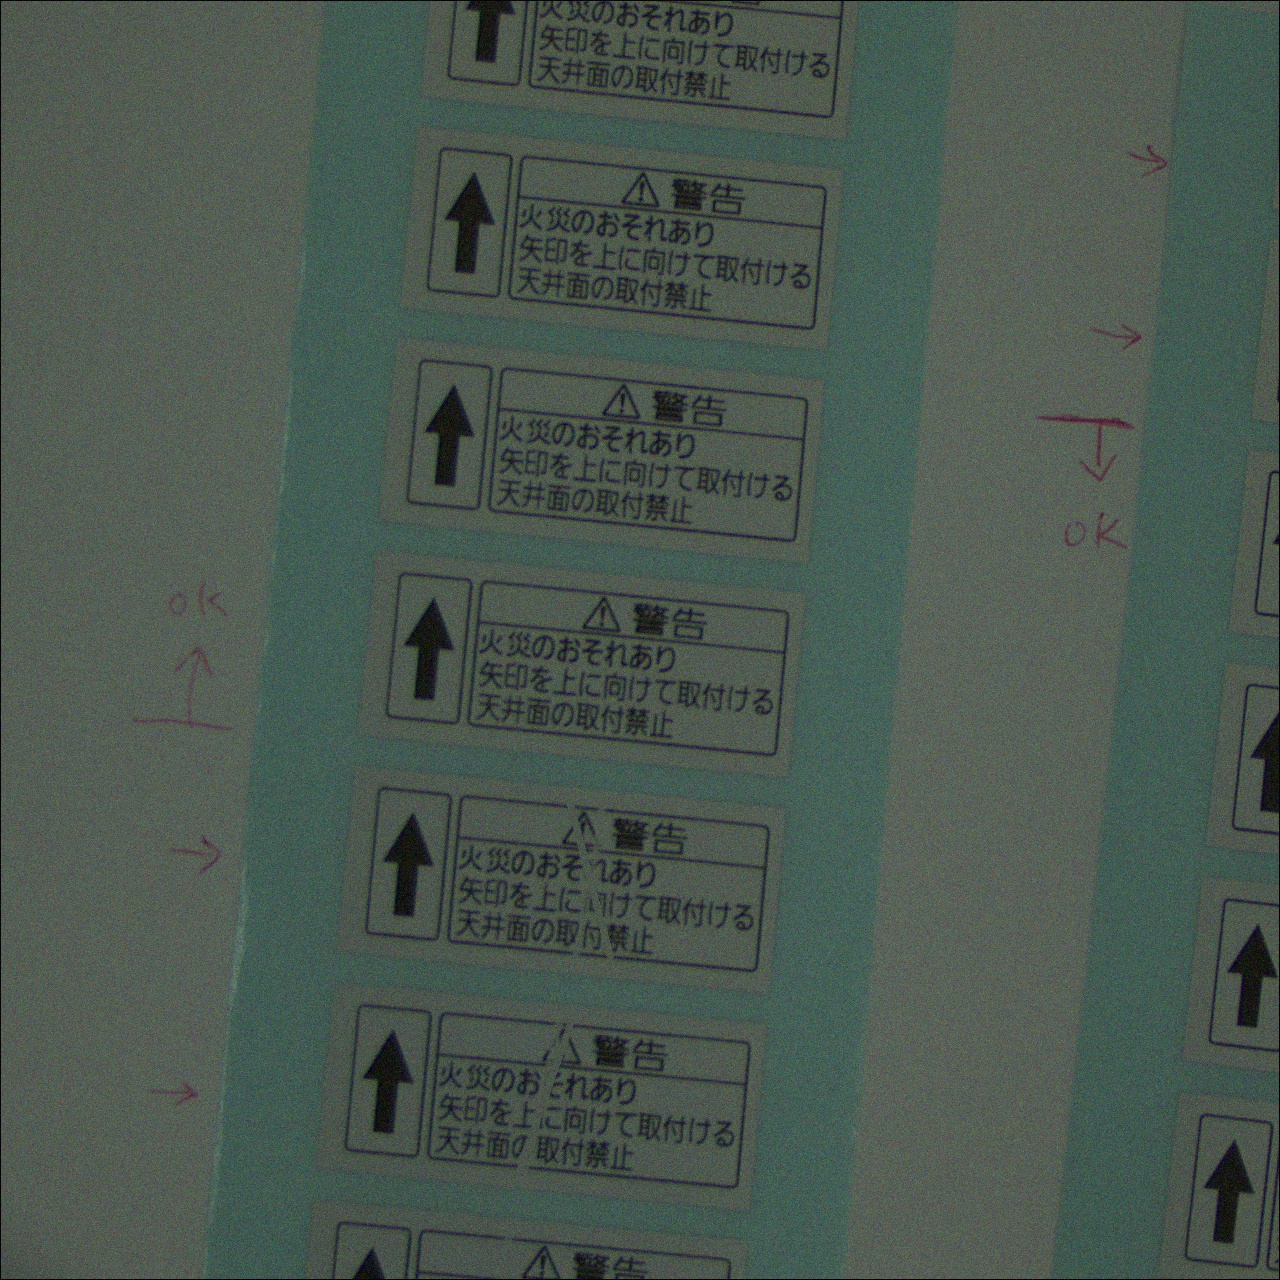 火災のおそれあり
矢印を上に向けて取付ける
天井面の取付禁止
警告
火災のおそれあり
矢印を上に向けて取付ける
天井面の取付禁止
警告
火災のおそれあり
矢印を上に向けて取付ける
天井面の取付禁止
OK
警告
火災のおそれあり
矢印を上に向けて取付ける
天井面の取付禁止
OK
警告
火災のおそ あり
矢印を上に 向けて取付ける
天井面の取付禁止
警告
火災のお それあり
矢印を上に向けて取付ける
天井面の取付禁止
警告